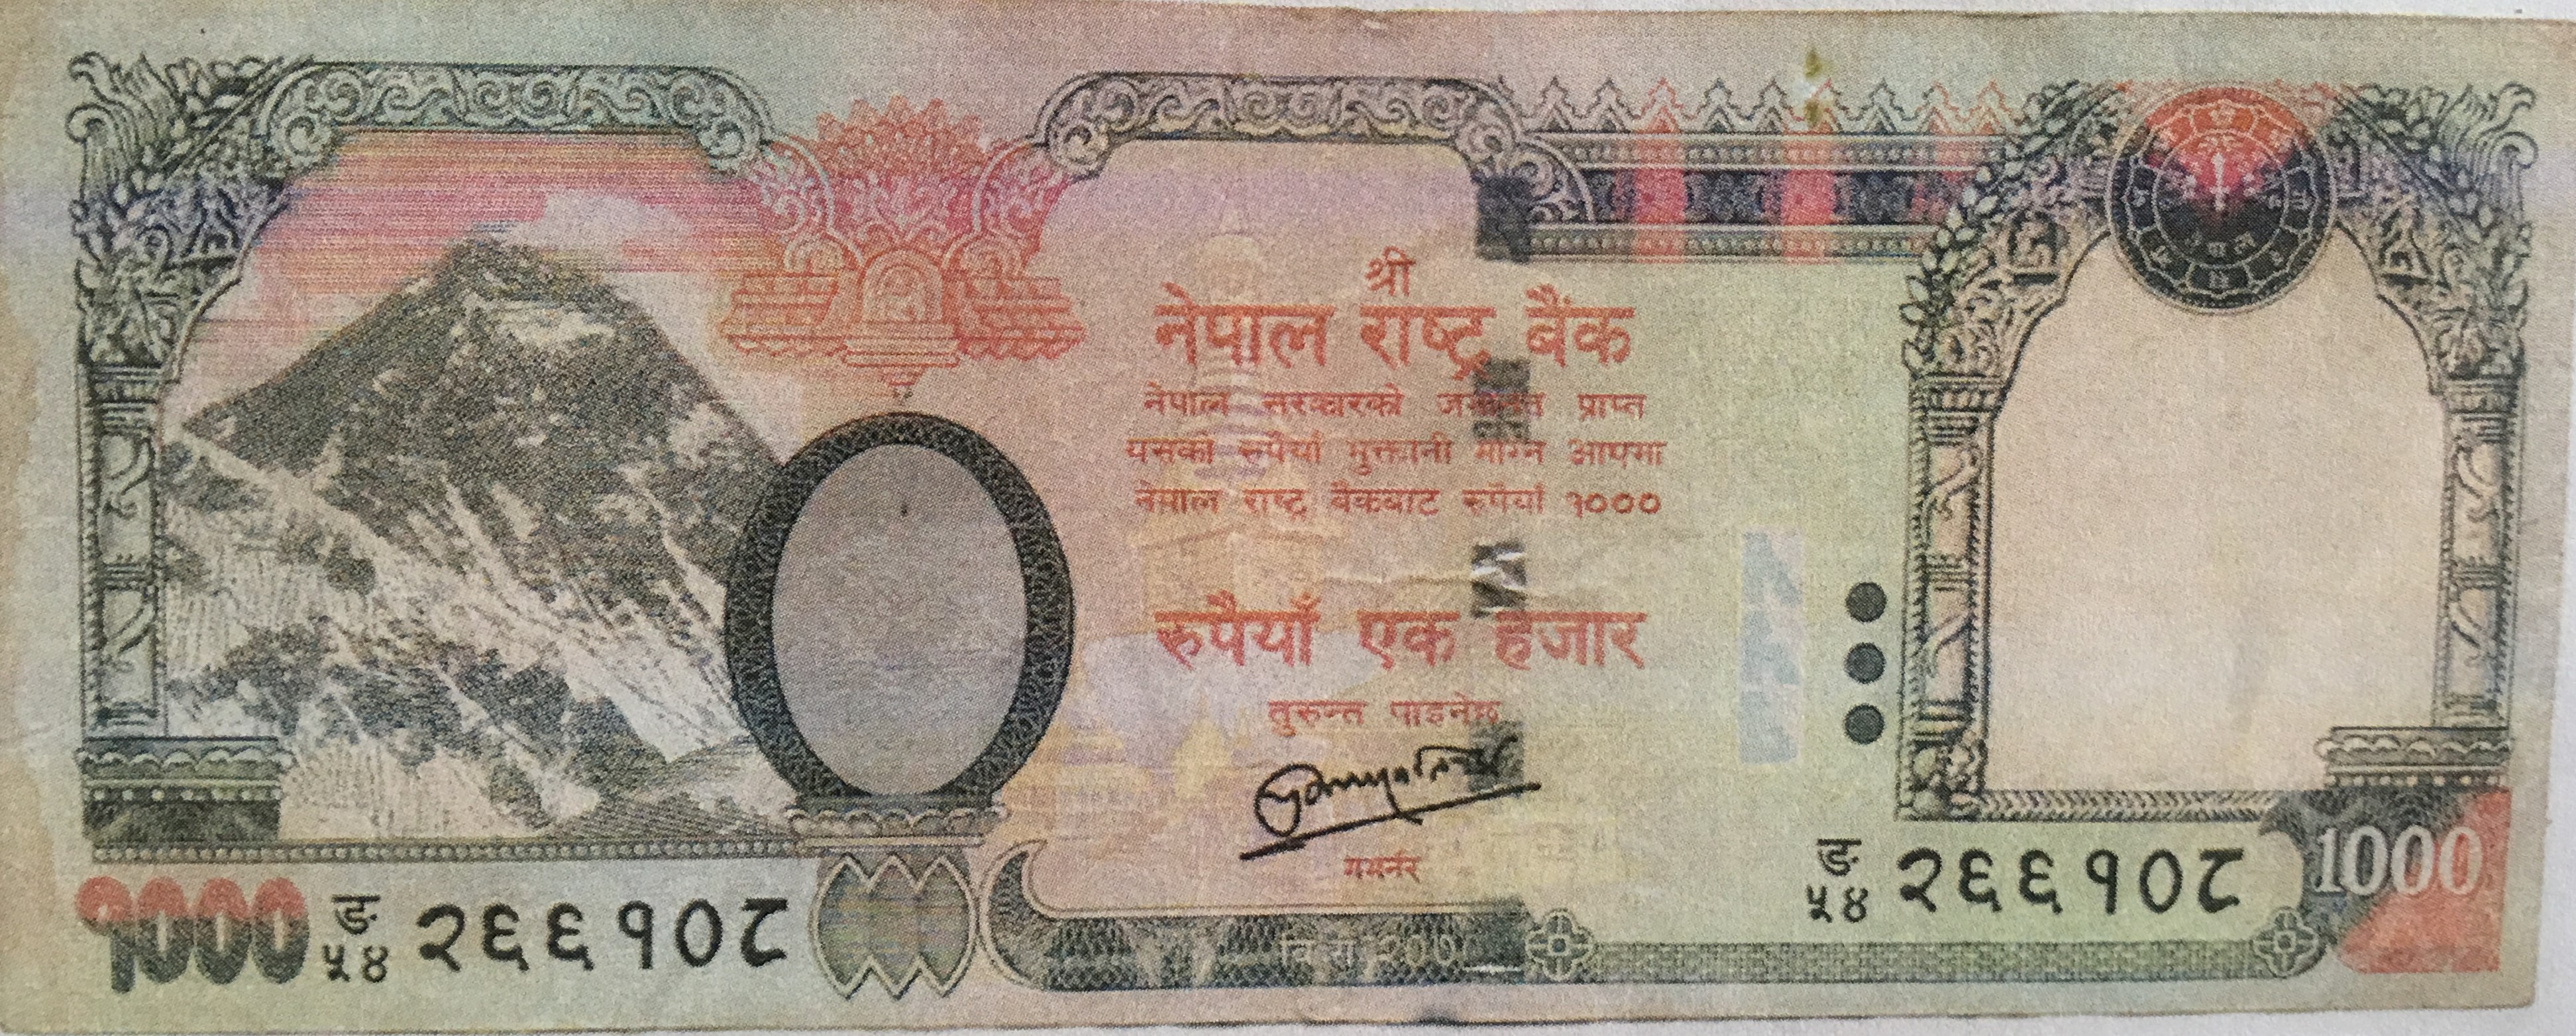 श्री
नेपाल राष्ट्र बैंक
नेपाल सरकारको जमानत प्राप्त
यसको रुपैयाँ भुक्तानी माग्न आएमा
नेपाल राष्ट्र बैंकबाट रुपैयाँ १०००
रुपैयाँ एक हजार
तुरुन्त पाइनेछ
गभर्नर
१००० ङ ५४ २६६१०८
ङ ५४ २६६१०८ 1000